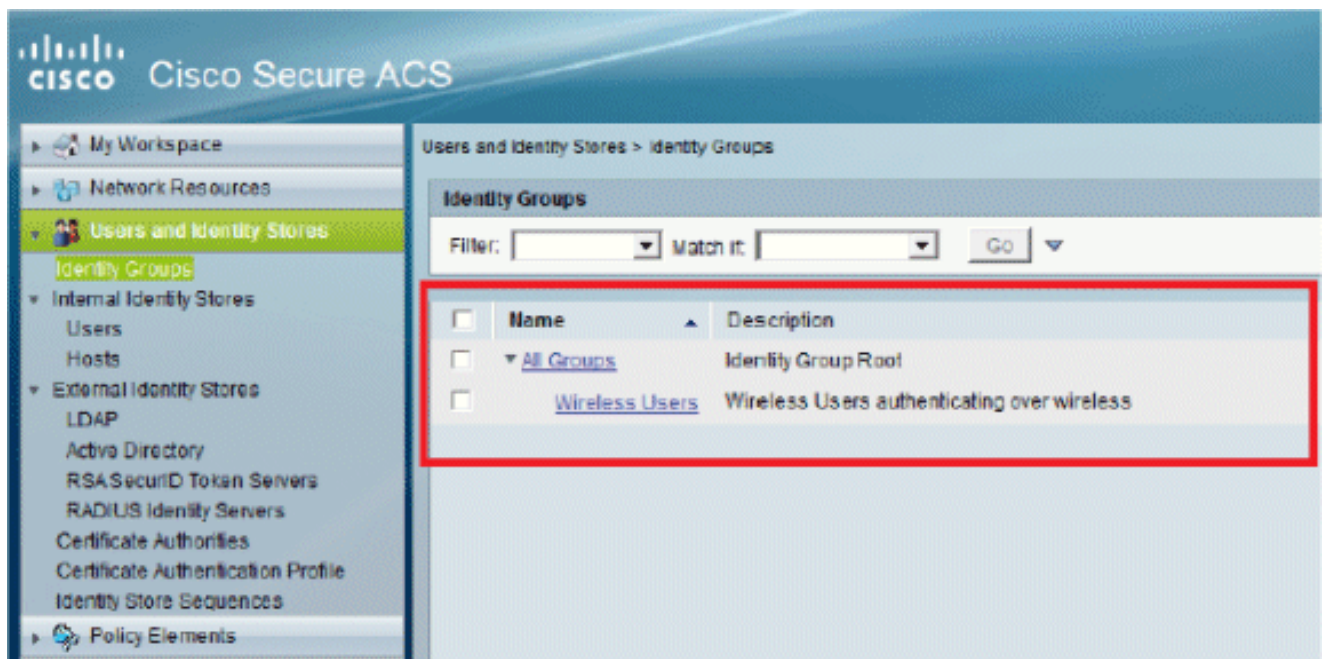 CISCO Cisco Secure ACS
My Workspace
Network Resources
Users and Identity Stores
Identity Groups
Internal Identity Stores
Users
Hosts
External Identity Stores
LDAP
Active Directory
RSA SecurID Token Servers
RADIUS Identity Servers
Certificate Authorities
Certificate Authentication Profile
Identity Store Sequences
Policy Elements
Users and Identity Stores > Identity Groups
Identity Groups
Filter: Match if: Go
Name Description
All Groups Identity Group Root
Wireless Users Wireless Users authenticating over wireless